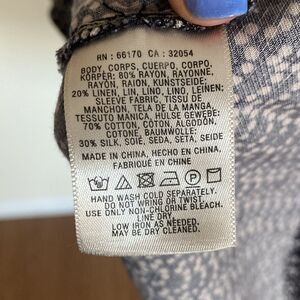 RN : 66170 CA : 32054
BODY, CORPS, CUERPO, CORPO,
KÖRPER: 80% RAYON, RAYONNE,
RAYÓN, RAION, KUNSTSEIDE;
20% LINEN, LIN, LINO, LINO, LEINEN;
SLEEVE FABRIC, TISSU DE
MANCHON, TELA DE LA MANGA,
TESSUTO MANICA, HÜLSE GEWEBE:
70% COTTON, COTON, ALGODÓN,
COTONE, BAUMWOLLE;
30% SILK, SOIE, SEDA, SETA, SEIDE
MADE IN CHINA, HECHO EN CHINA,
FABRIQUÉ EN CHINE
P
HAND WASH COLD SEPARATELY.
DO NOT WRING OR TWIST.
USE ONLY NON-CHLORINE BLEACH.
LINE DRY.
LOW IRON AS NEEDED.
OR DRY CLEAN.